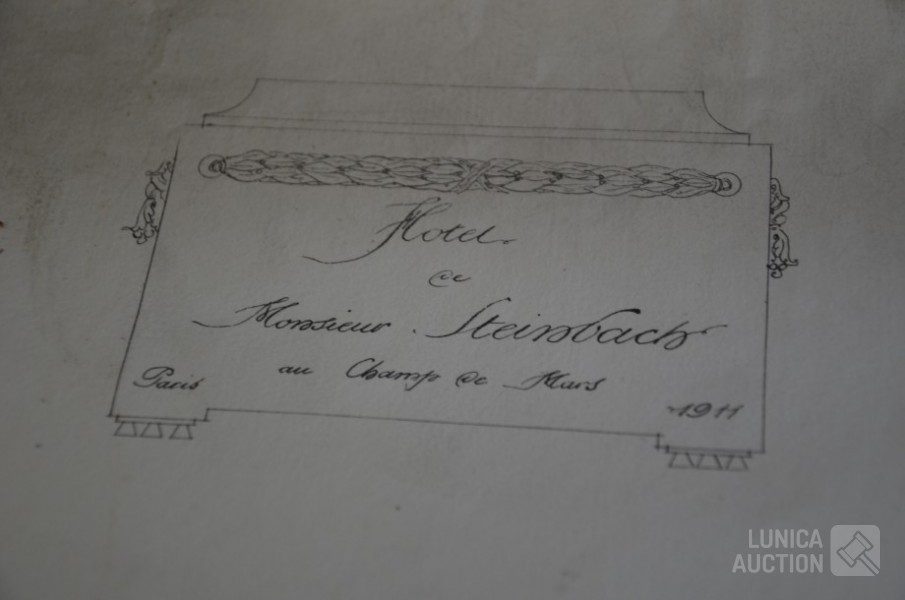 Hotel
de
Monsieur Steinbach
au Champ de Mars
Paris
1911
LUNICA
AUCTION